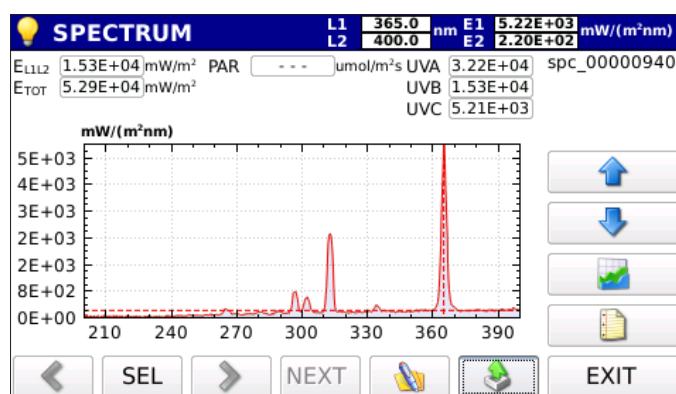 SPECTRUM L1 365.0 nm E1 5.22E+03 mW/(m²nm)
L2 400.0 E2 2.20E+02
EL1L2 1.53E+04 mW/m² PAR - - - umol/m²s UVA 3.22E+04 spc_00000940
ETOT 5.29E+04 mW/m² UVB 1.53E+04
UVC 5.21E+03
mW/(m²nm)
5E+03
4E+03
3E+03
2E+03
2E+03
8E+02
0E+00
210 240 270 300 330 360 390
SEL NEXT EXIT